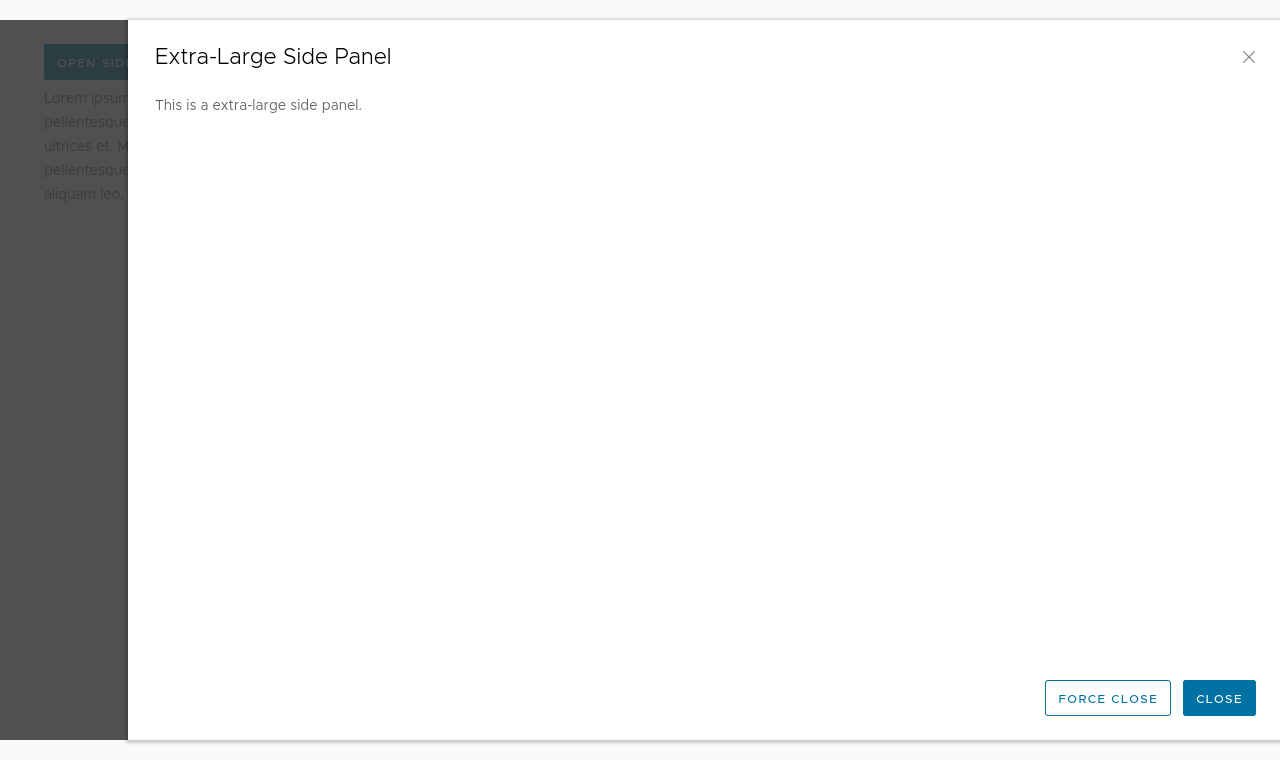 Extra-Large Side Panel
This is a extra-large side panel.
OPEN
Lorem ipsum
pellentesque
ultrices et.
pellentesque
aliquam leo,
FORCE CLOSE
CLOSE